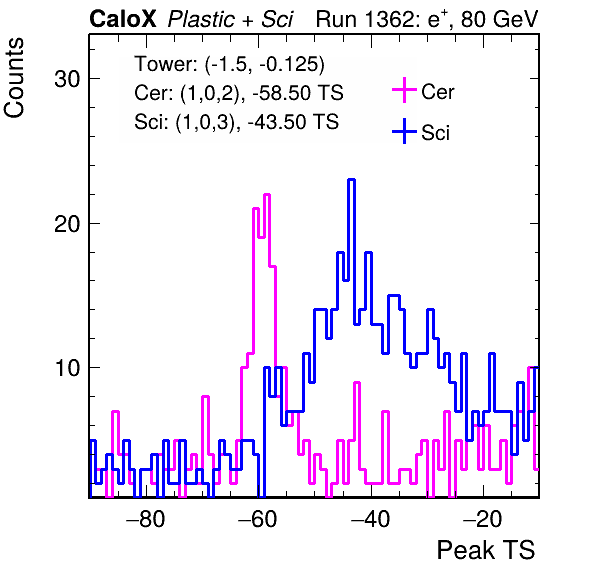 CaloX Plastic + Sci Run 1362: e⁺, 80 GeV
Tower: (-1.5, -0.125)
Cer: (1,0,2), -58.50 TS
Sci: (1,0,3), -43.50 TS
Cer
Sci
Counts
30
20
10
−80 −60 −40 −20
Peak TS